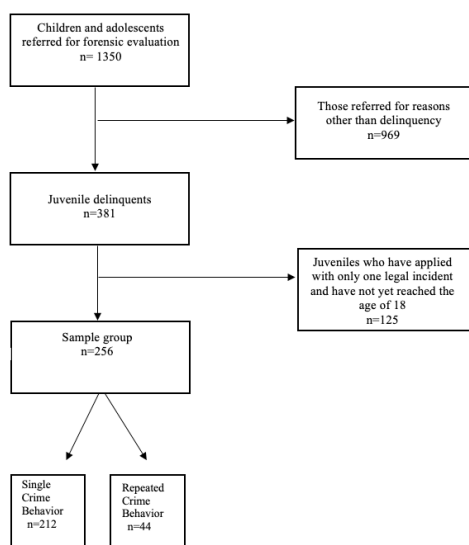 Children and adolescents
referred for forensic evaluation
n= 1350
Those referred for reasons
other than delinquency
n=969
Juvenile delinquents
n=381
Juveniles who have applied
with only one legal incident
and have not yet reached the
age of 18
n=125
Sample group
n=256
Single
Crime
Behavior
n=212
Repeated
Crime
Behavior
n=44